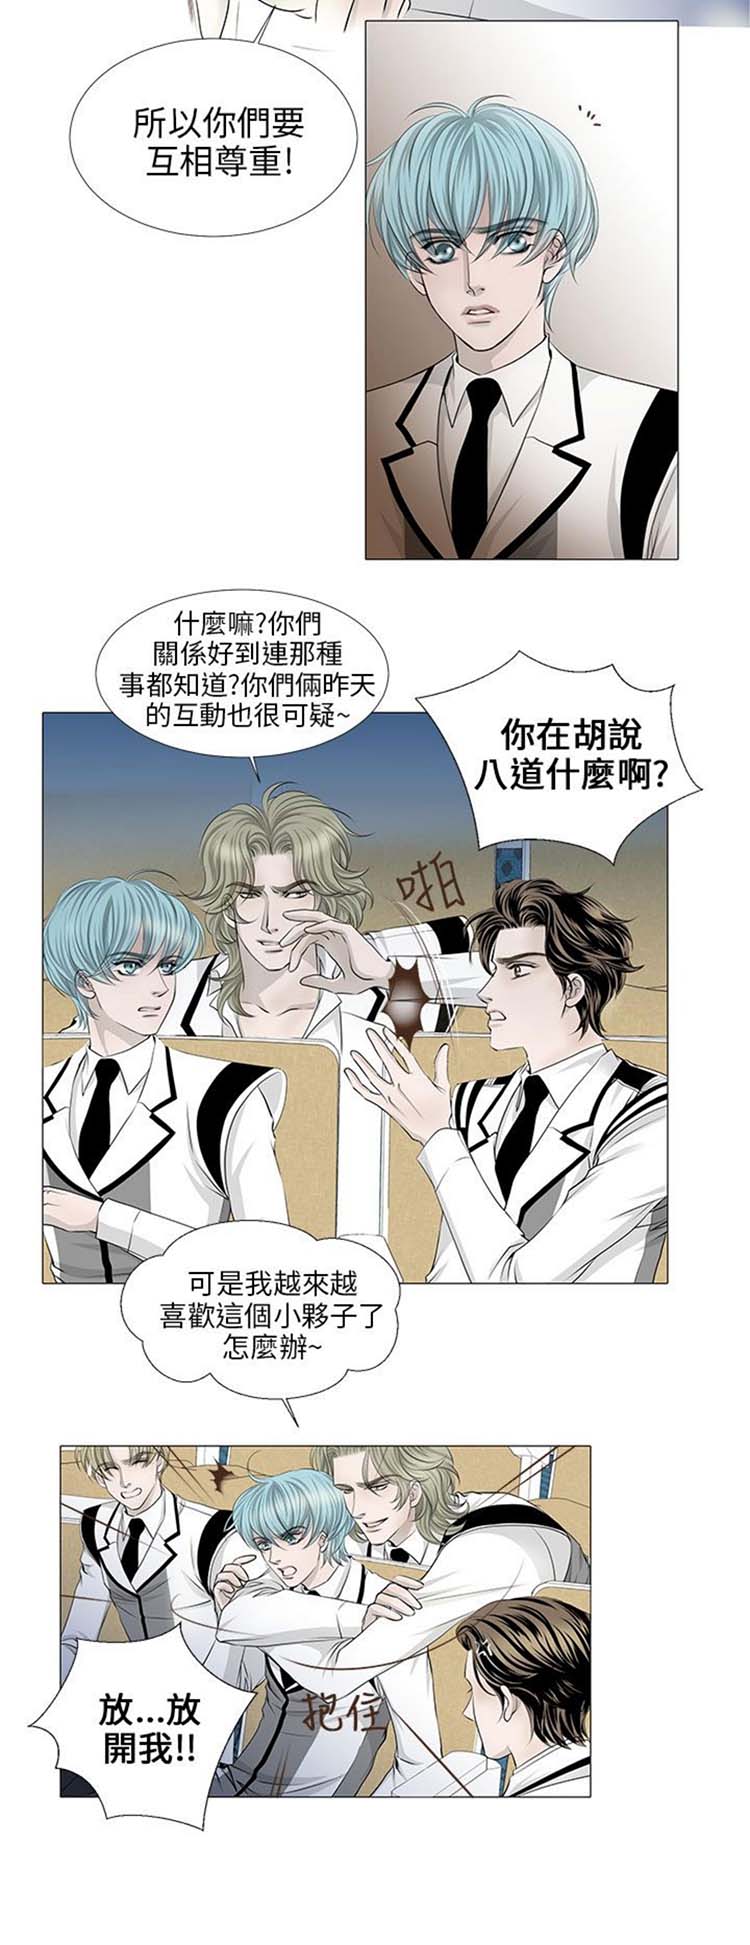 所以你們要
互相尊重!
什麼嘛?你們
關係好到連那種
事都知道?你們倆昨天
的互動也很可疑~
你在胡說
八道什麼啊?
啪
可是我越來越
喜歡這個小夥子了
怎麼辦~
放...放
開我!!
抱住